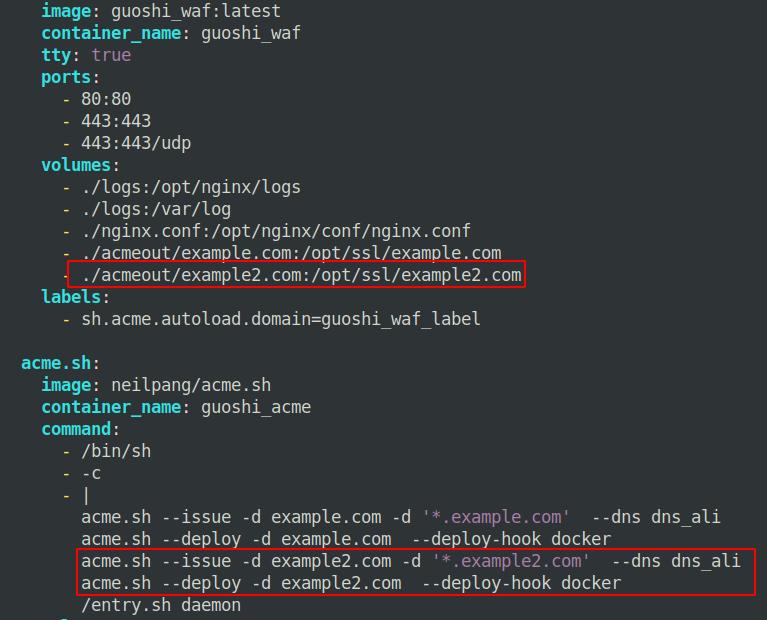 image: guoshi_waf:latest
container_name: guoshi_waf
tty: true
ports:
- 80:80
- 443:443
- 443:443/udp
volumes:
- ./logs:/opt/nginx/logs
- ./logs:/var/log
- ./nginx.conf:/opt/nginx/conf/nginx.conf
- ./acmeout/example.com:/opt/ssl/example.com
- ./acmeout/example2.com:/opt/ssl/example2.com
labels:
- sh.acme.autoload.domain=guoshi_waf_label
acme.sh:
image: neilpang/acme.sh
container_name: guoshi_acme
command:
- /bin/sh
- -c
- |
acme.sh --issue -d example.com -d '*.example.com'  --dns dns_ali
acme.sh --deploy -d example.com  --deploy-hook docker
acme.sh --issue -d example2.com -d '*.example2.com'  --dns dns_ali
acme.sh --deploy -d example2.com  --deploy-hook docker
/entry.sh daemon